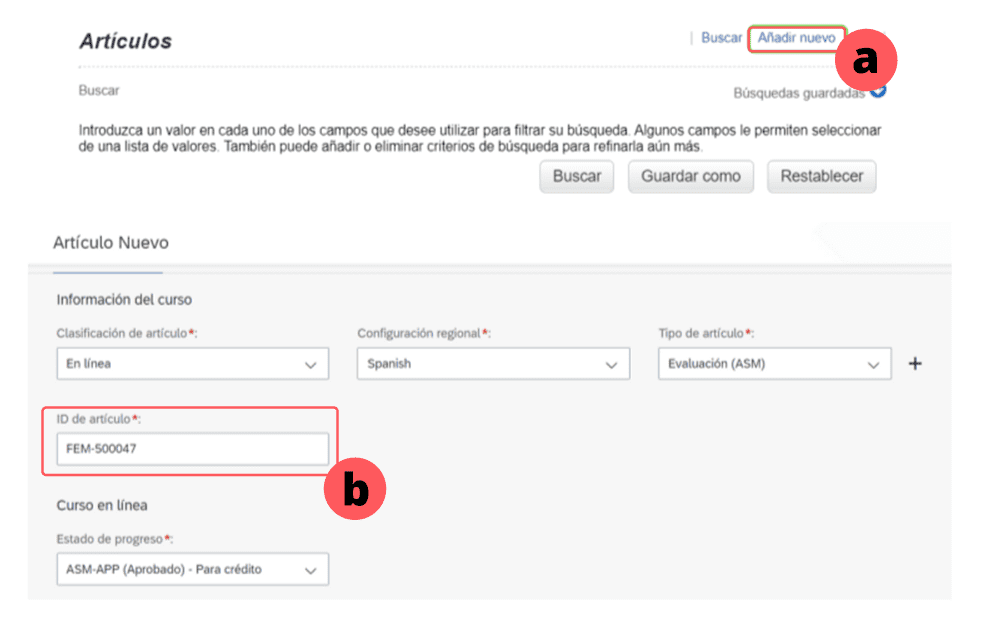 Artículos
| Buscar Añadir nuevo
a
Buscar
Búsquedas guardadas
Introduzca un valor en cada uno de los campos que desee utilizar para filtrar su búsqueda. Algunos campos le permiten seleccionar
de una lista de valores. También puede añadir o eliminar criterios de búsqueda para refinarla aún más.
Buscar Guardar como Restablecer
Artículo Nuevo
Información del curso
Clasificación de artículo*: Configuración regional*: Tipo de artículo*:
En línea Spanish Evaluación (ASM) +
ID de artículo*:
FEM-500047
b
Curso en línea
Estado de progreso*:
ASM-APP (Aprobado) - Para crédito